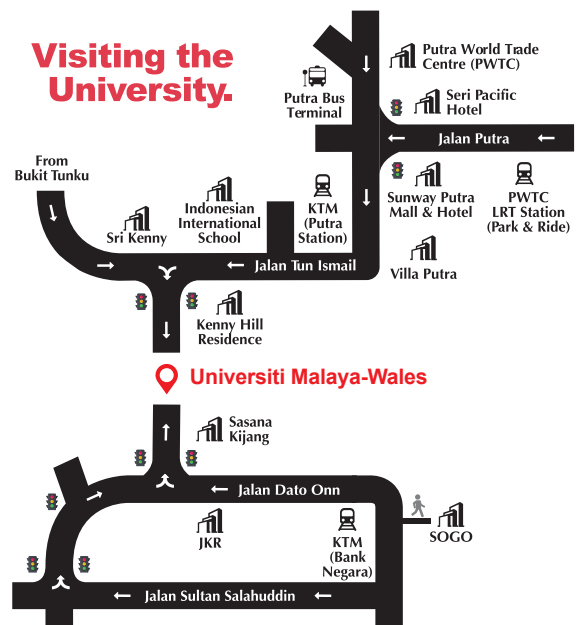 Visiting the
University.
Putra World Trade
Centre (PWTC)
Putra Bus
Terminal
Seri Pacific
Hotel
Jalan Putra
From
Bukit Tunku
Sri Kenny
Indonesian
International
School
KTM
(Putra
Station)
Sunway Putra
Mall & Hotel
PWTC
LRT Station
(Park & Ride)
Jalan Tun Ismail
Villa Putra
Kenny Hill
Residence
Universiti Malaya-Wales
Sasana
Kijang
Jalan Dato Onn
JKR
KTM
(Bank
Negara)
SOGO
Jalan Sultan Salahuddin